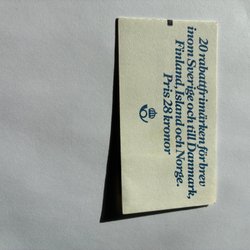 20 rabattfrimärken för brev
inom Sverige och till Danmark,
Finland, Island och Norge.
Pris 28 kronor